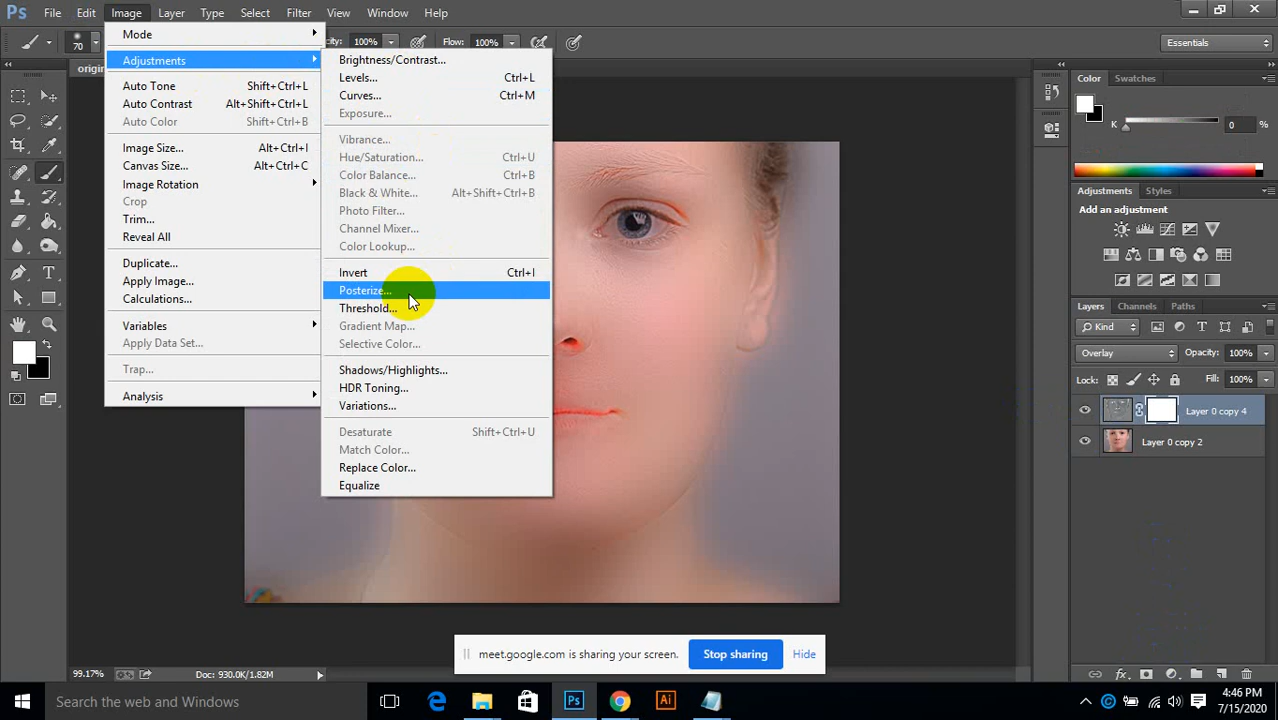 Ps File Edit Image Layer Type Select Filter View Window Help
70 100% Flow: 100% Essentials
Mode
Adjustments
Auto Tone Shift+Ctrl+L
Auto Contrast Alt+Shift+Ctrl+L
Auto Color Shift+Ctrl+B
Image Size... Alt+Ctrl+I
Canvas Size... Alt+Ctrl+C
Image Rotation
Crop
Trim...
Reveal All
Duplicate...
Apply Image...
Calculations...
Variables
Apply Data Set...
Trap...
Analysis
Brightness/Contrast...
Levels... Ctrl+L
Curves... Ctrl+M
Exposure...
Vibrance...
Hue/Saturation... Ctrl+U
Color Balance... Ctrl+B
Black & White... Alt+Shift+Ctrl+B
Photo Filter...
Channel Mixer...
Color Lookup...
Invert Ctrl+I
Posterize...
Threshold...
Gradient Map...
Selective Color...
Shadows/Highlights...
HDR Toning...
Variations...
Desaturate Shift+Ctrl+U
Match Color...
Replace Color...
Equalize
Color Swatches
K 0 %
Adjustments Styles
Add an adjustment
Layers Channels Paths
Kind
Overlay Opacity: 100%
Lock: Fill: 100%
Layer 0 copy 4
Layer 0 copy 2
meet.google.com is sharing your screen. Stop sharing Hide
99.17% Doc: 930.0K/1.82M
Search the web and Windows
4:46 PM
7/15/2020